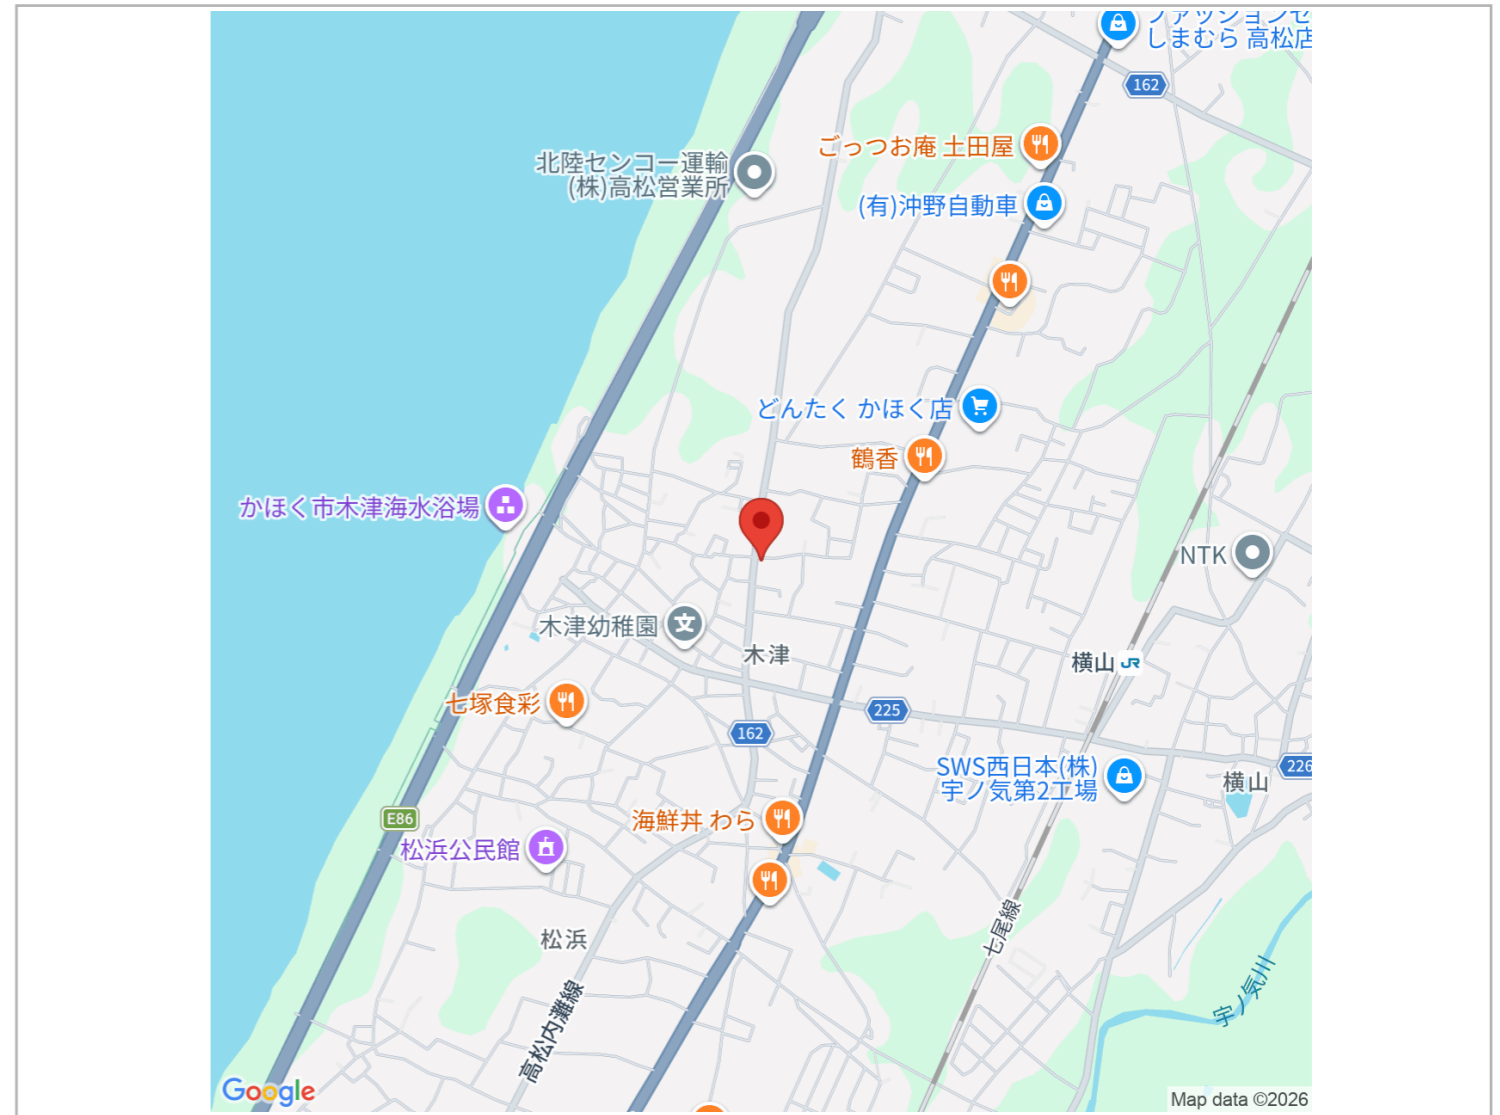 ファッションセ
しまむら 高松店
162
ごっつお庵 土田屋
北陸センコー運輸
(株)高松営業所
(有)沖野自動車
どんたく かほく店
鶴香
かほく市木津海水浴場
NTK
木津幼稚園
文
木津
横山 JR
七塚食彩
225
162
SWS西日本(株)
宇ノ気第2工場
226
横山
海鮮丼 わら
E86
松浜公民館
七尾線
松浜
宇ノ気川
高松内灘線
Google
Map data ©2026